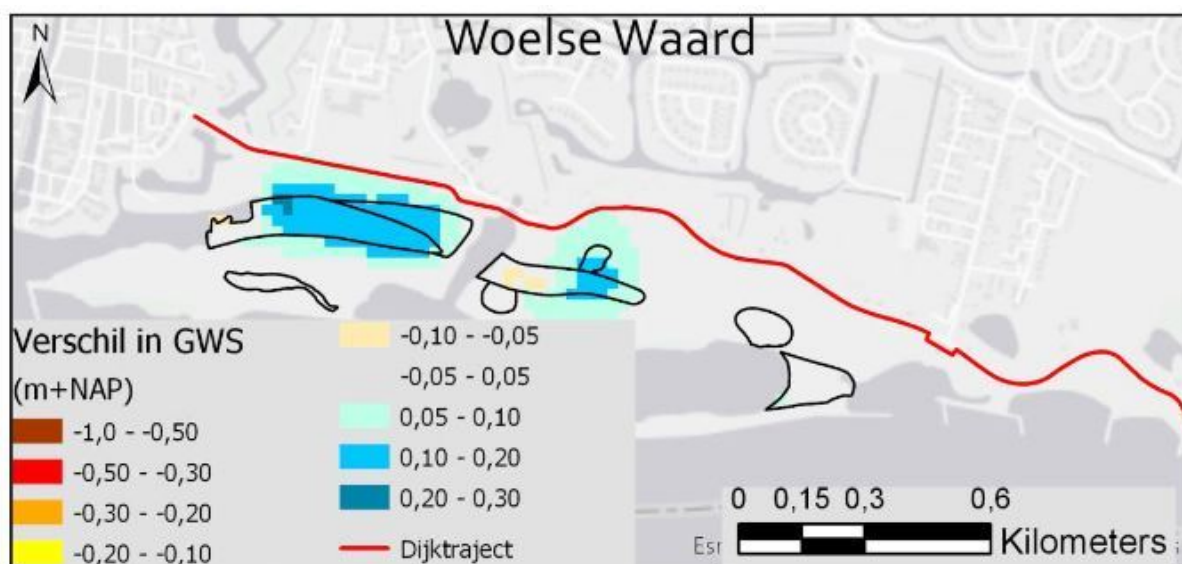 Woelse Waard
N
Verschil in GWS
(m+NAP)
-1,0 - -0,50
-0,50 - -0,30
-0,30 - -0,20
-0,20 - -0,10
-0,10 - -0,05
-0,05 - 0,05
0,05 - 0,10
0,10 - 0,20
0,20 - 0,30
Dijktraject
0 0,15 0,3 0,6
Kilometers